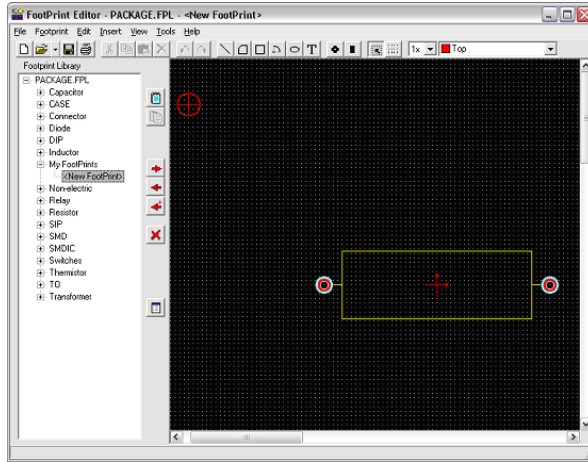 FootPrint Editor - PACKAGE.FPL - <New FootPrint>
File Footprint Edit Insert View Tools Help
T 1x Top
Footprint Library
PACKAGE.FPL
Capacitor
CASE
Connector
Diode
DIP
Inductor
My FootPrints
<New FootPrint>
Non-electric
Relay
Resistor
SIP
SMD
SMDIC
Switches
Thermistor
TO
Transformer